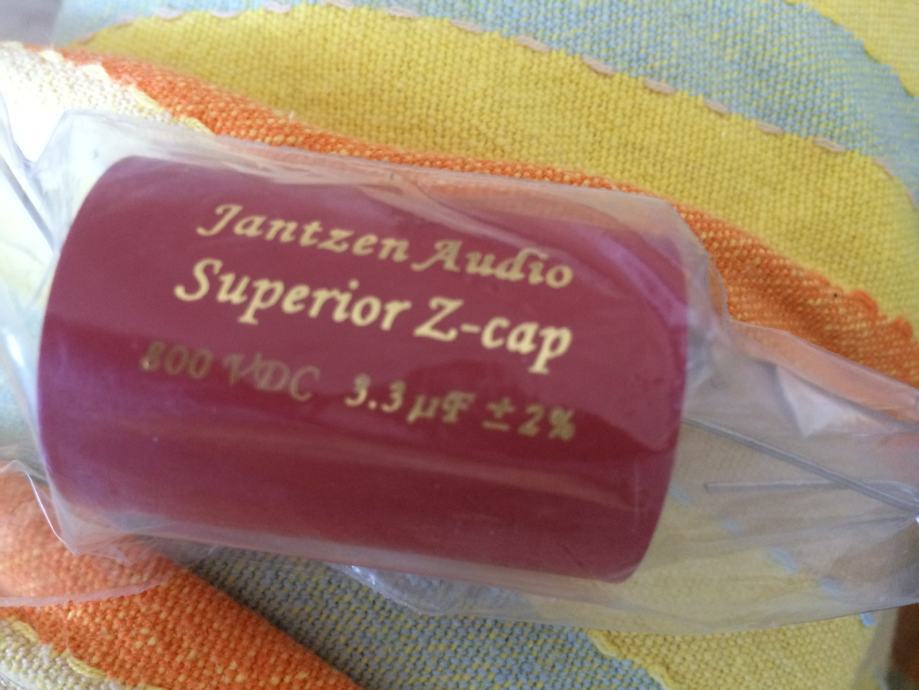 Jantzen Audio
Superior Z-cap
800 VDC 3.3 µF ± 2%